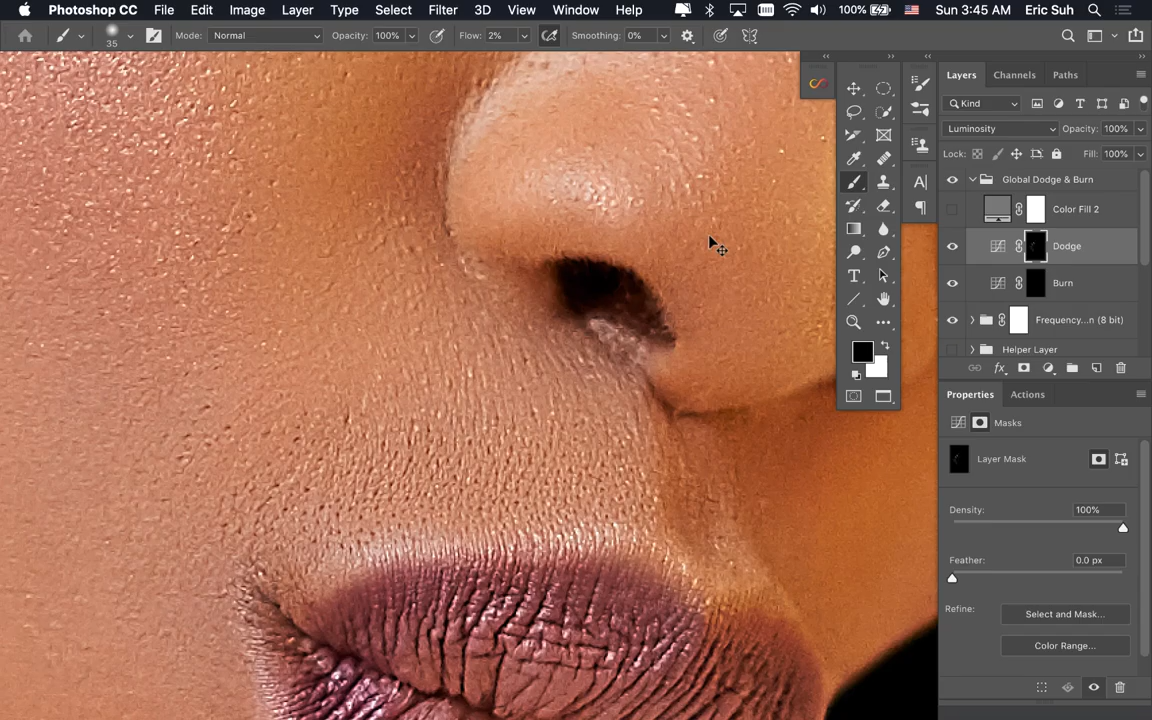 Photoshop CC File Edit Image Layer Type Select Filter 3D View Window Help 100% Sun 3:45 AM Eric Suh
35 Mode: Normal Opacity: 100% Flow: 2% Smoothing: 0%
Layers Channels Paths
Kind
Luminosity Opacity: 100%
Lock: Fill: 100%
Global Dodge & Burn
Color Fill 2
Dodge
Burn
Frequency...n (8 bit)
Helper Layer
fx
Properties Actions
Masks
Layer Mask
Density: 100%
Feather: 0.0 px
Refine: Select and Mask...
Color Range...